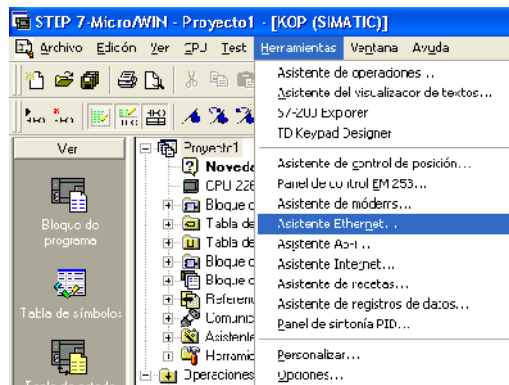 STEP 7-Micro/WIN - Proyecto1 - [KOP (SIMATIC)]
Archivo Edición Ver CPU Test Herramientas Ventana Ayuda
Asistente de operaciones...
Asistente del visualizador de textos...
S7-200 Explorer
TD Keypad Designer
Asistente de control de posición...
Panel de control EM 253...
Asistente de módems...
Asistente Ethernet...
Asistente AS-i...
Asistente Internet...
Asistente de recetas...
Asistente de registros de datos...
Panel de sintonía PID...
Personalizar...
Opciones...
Ver
Bloque de
programa
Tabla de símbolos
Proyecto1
Noveda
CPU 226
Bloque d
Tabla de
Tabla de
Bloque d
Bloque d
Referenc
Comunic
Asistente
Herramie
Operaciones